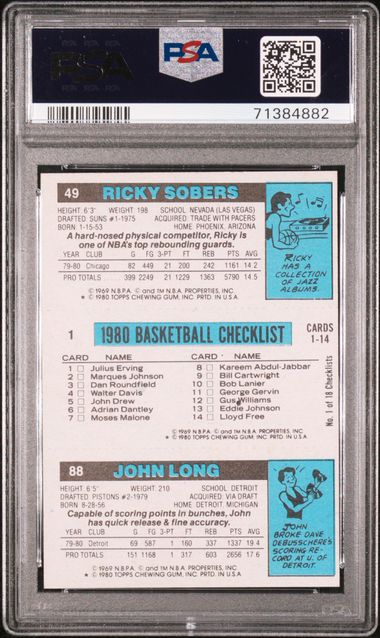 PSA
PSA
71384882
49 RICKY SOBERS
HEIGHT: 6'3" WEIGHT: 198 SCHOOL: NEVADA (LAS VEGAS)
DRAFTED: SUNS #1-1975 ACQUIRED: TRADE WITH PACERS
BORN: 1-15-53 HOME: PHOENIX, ARIZONA
A hard-nosed physical competitor, Ricky is
one of NBA's top rebounding guards.
YEAR CLUB G FG 3-PT FT REB AST PTS AVG
79-80 Chicago 82 449 21 200 242 426 1161 14.2
PRO TOTALS 399 2249 21 1229 1363 5790 14.5
© 1969 N.B.A. PROPERTIES, INC.
* © 1980 TOPPS CHEWING GUM, INC. PRTD. IN U.S.A.
RICKY
HAS A
COLLECTION
OF JAZZ
ALBUMS.
1 1980 BASKETBALL CHECKLIST CARDS
1-14
CARD NAME CARD NAME
1 Julius Erving 8 Kareem Abdul-Jabbar
2 Marques Johnson 9 Bill Cartwright
3 Dan Roundfield 10 Bob Lanier
4 Walter Davis 11 George Gervin
5 John Drew 12 Gus Williams
6 Adrian Dantley 13 Eddie Johnson
7 Moses Malone 14 Lloyd Free
No. 1 of 18 Checklists
© 1969 N.B.A. PROPERTIES, INC.
* © 1980 TOPPS CHEWING GUM, INC. PRTD. IN U.S.A.
88 JOHN LONG
HEIGHT: 6'5" WEIGHT: 210 SCHOOL: DETROIT
DRAFTED: PISTONS #2-1979 ACQUIRED: VIA DRAFT
BORN: 8-28-56 HOME: DETROIT, MICHIGAN
Capable of scoring points in bunches, John
has quick release & fine accuracy.
YEAR CLUB G FG 3-PT FT REB AST PTS AVG
79-80 Detroit 69 587 1 160 337 1337 19.4
PRO TOTALS 151 1168 1 317 603 2656 17.6
© 1969 N.B.A. PROPERTIES, INC.
* © 1980 TOPPS CHEWING GUM, INC. PRTD. IN U.S.A.
JOHN
BROKE DAVE
DEBUSSCHERE'S
SCORING RE-
CORD AT U. OF
DETROIT.